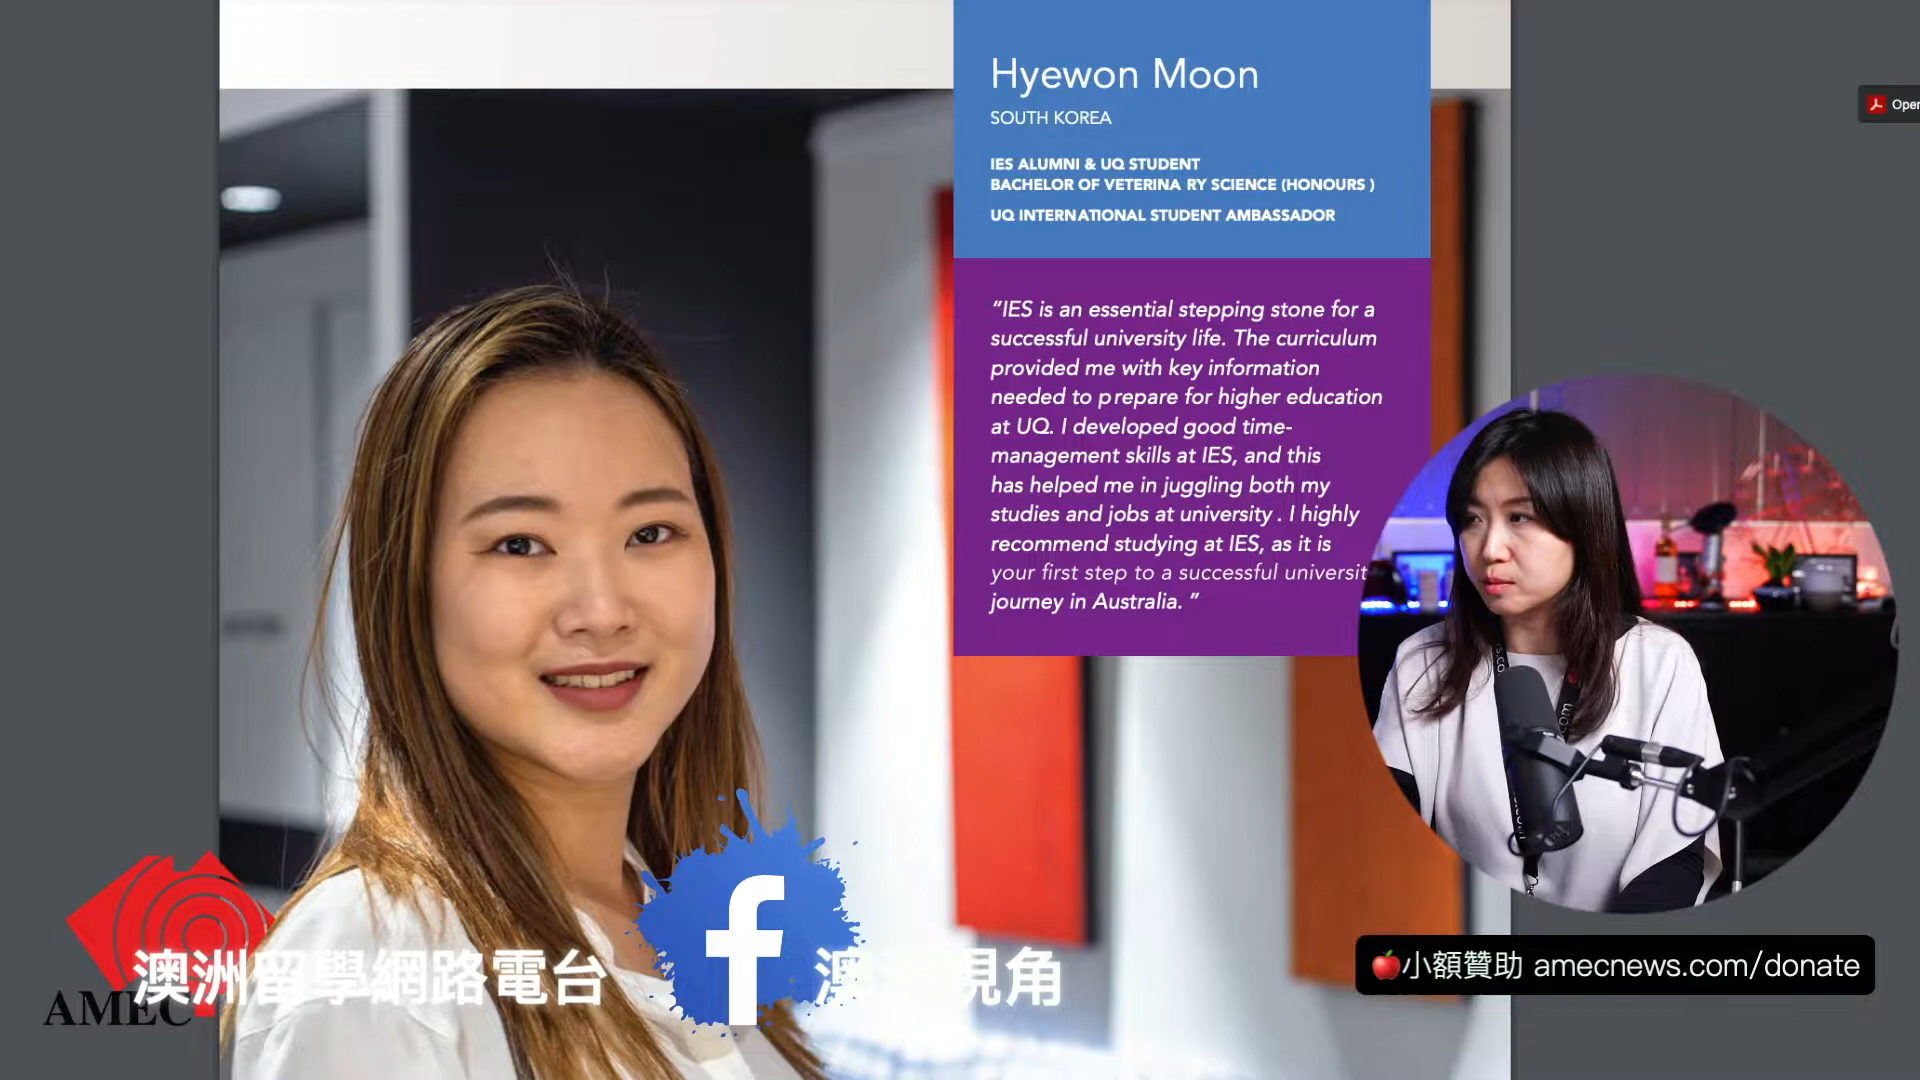 Hyewon Moon
SOUTH KOREA
IES ALUMNI & UQ STUDENT
BACHELOR OF VETERINA RY SCIENCE (HONOURS )
UQ INTERNATIONAL STUDENT AMBASSADOR
“IES is an essential stepping stone for a
successful university life. The curriculum
provided me with key information
needed to prepare for higher education
at UQ. I developed good time-
management skills at IES, and this
has helped me in juggling both my
studies and jobs at university . I highly
recommend studying at IES, as it is
your first step to a successful universit
journey in Australia. ”
Open
AMEC
澳洲留學網路電台
f
澳 視角
🍎小額贊助 amecnews.com/donate